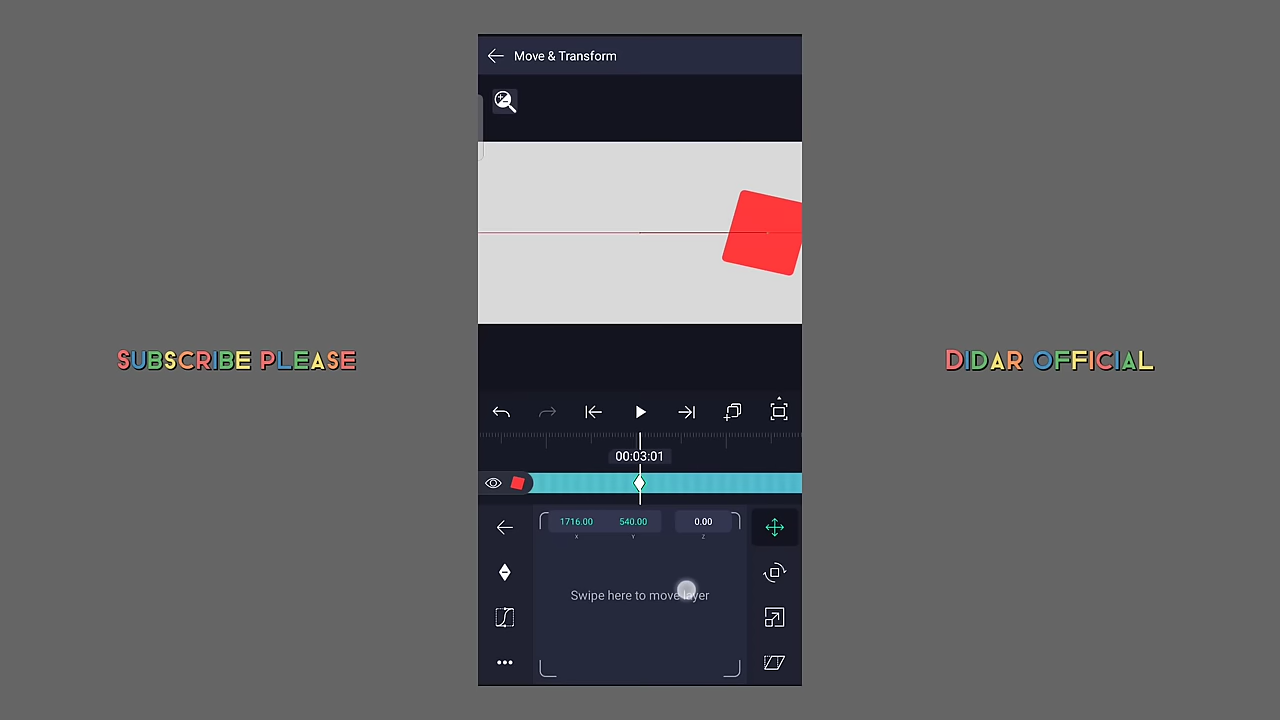 Move & Transform
SUBSCRIBE PLEASE
DIDAR OFFICIAL
00:03:01
1716.00 540.00 0.00
X Y Z
Swipe here to move layer